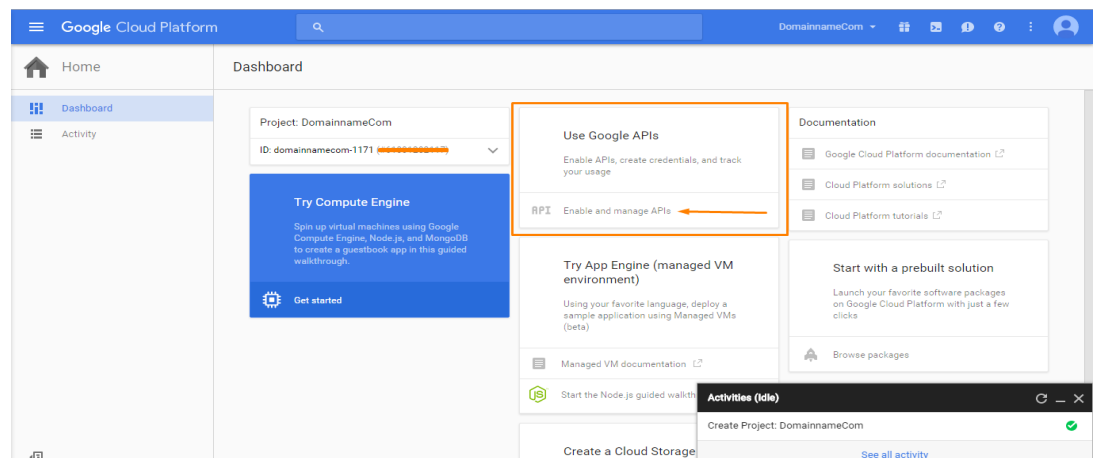 Google Cloud Platform
DomainnameCom
Home
Dashboard
Dashboard
Activity
Project: DomainnameCom
ID: domainnamecom-1171
Try Compute Engine
Spin up virtual machines using Google
Compute Engine, Node.js, and MongoDB
to create a guestbook app in this guided
walkthrough.
Get started
Use Google APIs
Enable APIs, create credentials, and track
your usage
API Enable and manage APIs
Try App Engine (managed VM
environment)
Using your favorite language, deploy a
sample application using Managed VMs
(beta)
Managed VM documentation
JS Start the Node.js guided walkth
Create a Cloud Storage
Documentation
Google Cloud Platform documentation
Cloud Platform solutions
Cloud Platform tutorials
Start with a prebuilt solution
Launch your favorite software packages
on Google Cloud Platform with just a few
clicks
Browse packages
Activities (Idle)
Create Project: DomainnameCom
See all activity